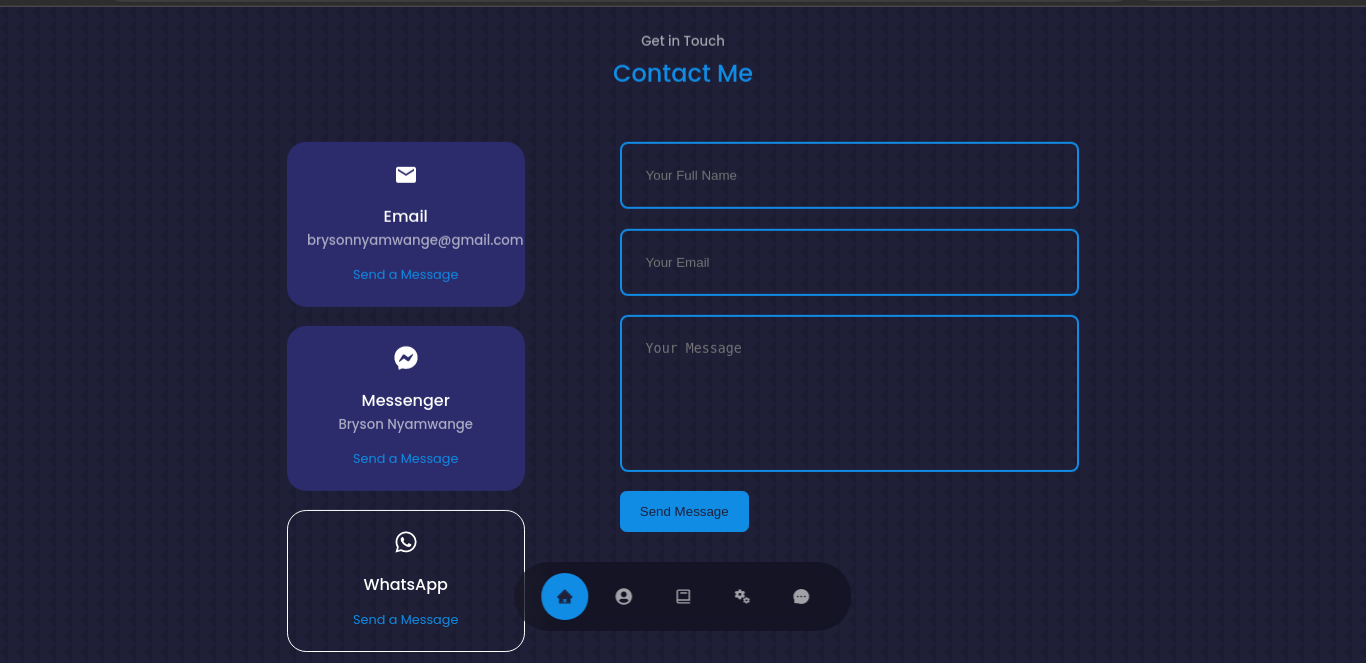 Get in Touch
Contact Me
Email
brysonnyamwange@gmail.com
Send a Message
Messenger
Bryson Nyamwange
Send a Message
WhatsApp
Send a Message
Your Full Name
Your Email
Your Message
Send Message